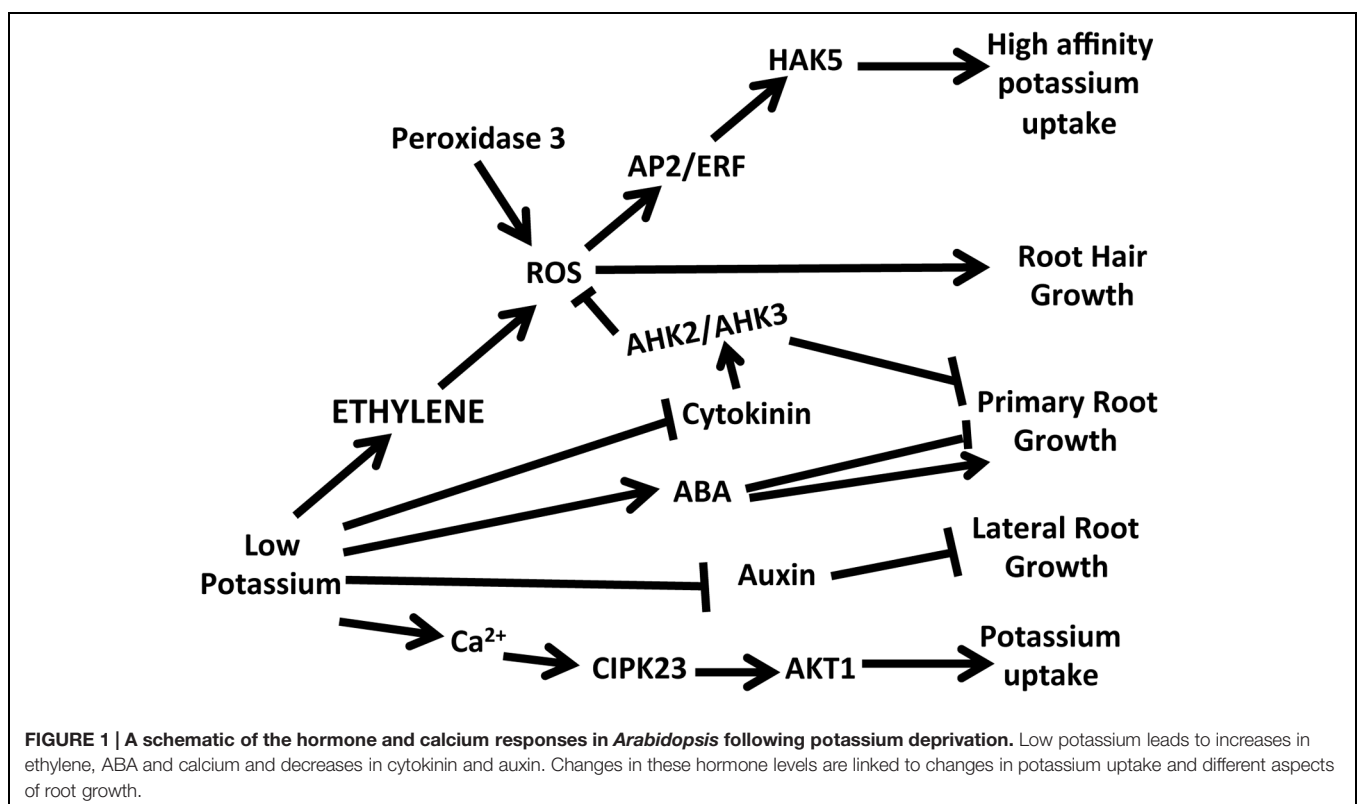 HAK5
High affinity
potassium
uptake
Peroxidase 3
AP2/ERF
ROS
Root Hair
Growth
AHK2/AHK3
ETHYLENE
Cytokinin
Primary Root
Growth
ABA
Low
Potassium
Auxin
Lateral Root
Growth
Ca²⁺
CIPK23
AKT1
Potassium
uptake
FIGURE 1 | A schematic of the hormone and calcium responses in Arabidopsis following potassium deprivation. Low potassium leads to increases in
ethylene, ABA and calcium and decreases in cytokinin and auxin. Changes in these hormone levels are linked to changes in potassium uptake and different aspects
of root growth.